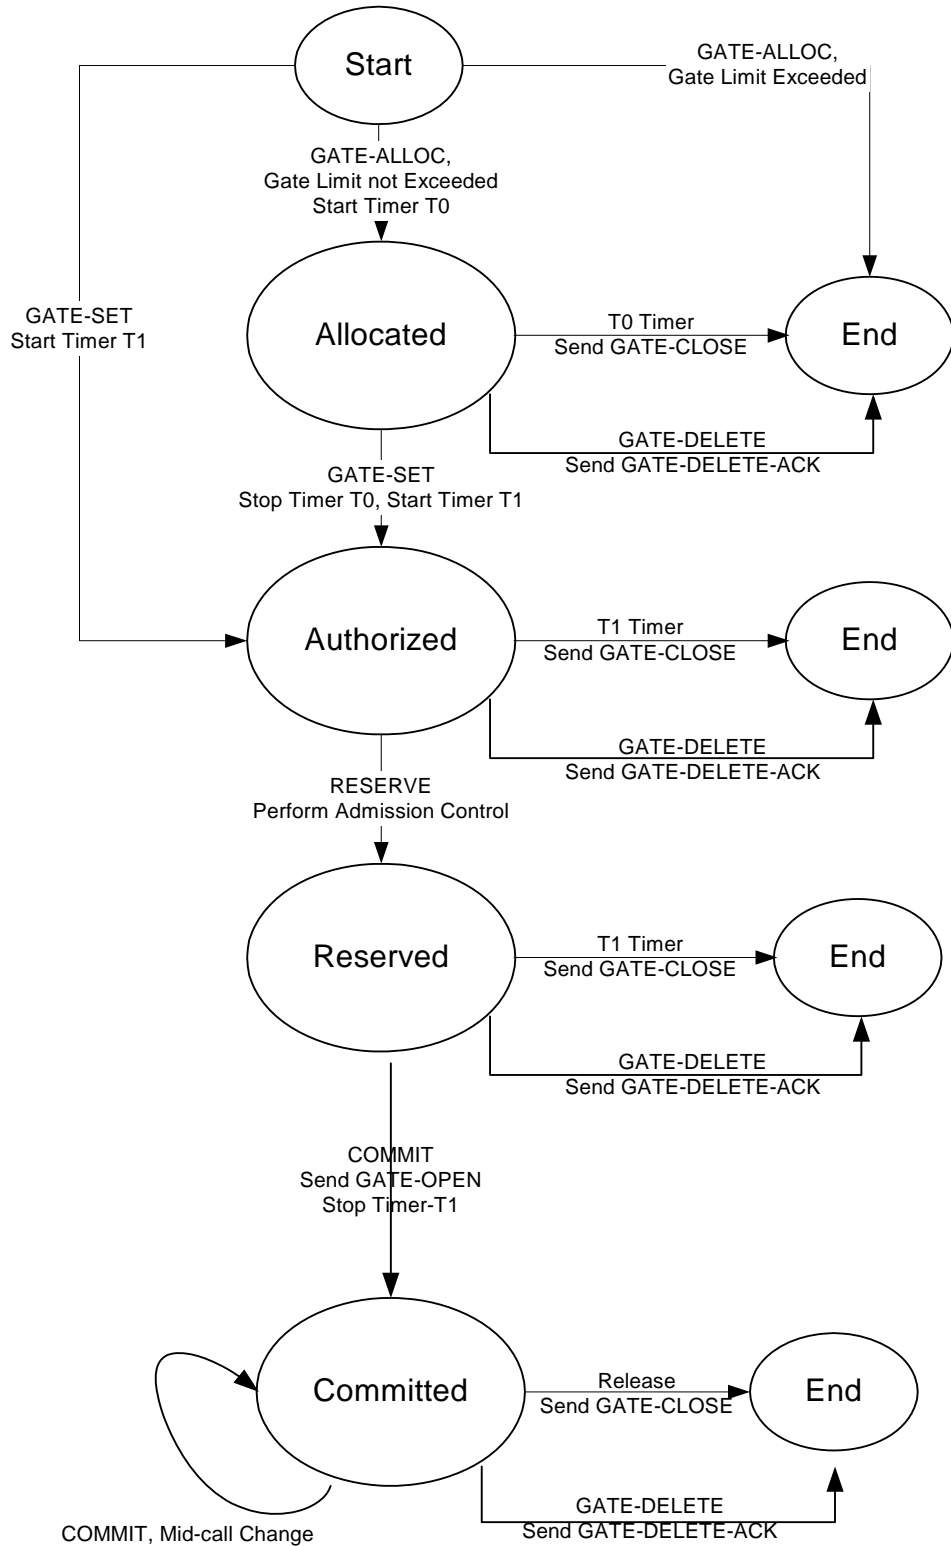 Start
GATE-ALLOC,
Gate Limit Exceeded
GATE-ALLOC,
Gate Limit not Exceeded
Start Timer T0
GATE-SET
Start Timer T1
Allocated
T0 Timer
Send GATE-CLOSE
End
GATE-DELETE
Send GATE-DELETE-ACK
GATE-SET
Stop Timer T0, Start Timer T1
Authorized
T1 Timer
Send GATE-CLOSE
End
GATE-DELETE
Send GATE-DELETE-ACK
RESERVE
Perform Admission Control
Reserved
T1 Timer
Send GATE-CLOSE
End
GATE-DELETE
Send GATE-DELETE-ACK
COMMIT
Send GATE-OPEN
Stop Timer-T1
Committed
Release
Send GATE-CLOSE
End
GATE-DELETE
Send GATE-DELETE-ACK
COMMIT, Mid-call Change